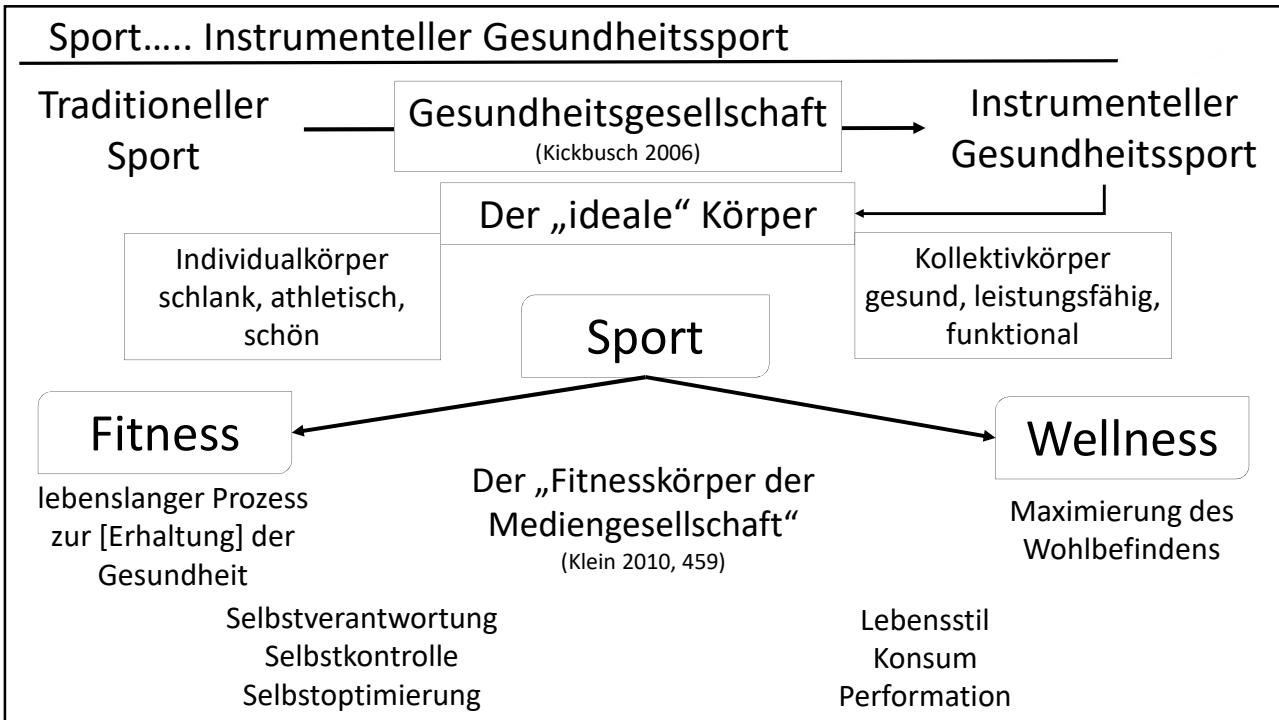 Sport..... Instrumenteller Gesundheitssport
Traditioneller
Sport
Gesundheitsgesellschaft
(Kickbusch 2006)
Instrumenteller
Gesundheitssport
Der „ideale“ Körper
Individualkörper
schlank, athletisch,
schön
Kollektivkörper
gesund, leistungsfähig,
funktional
Sport
Fitness
Wellness
lebenslanger Prozess
zur [Erhaltung] der
Gesundheit
Der „Fitnesskörper der
Mediengesellschaft“
(Klein 2010, 459)
Maximierung des
Wohlbefindens
Selbstverantwortung
Selbstkontrolle
Selbstoptimierung
Lebensstil
Konsum
Performation